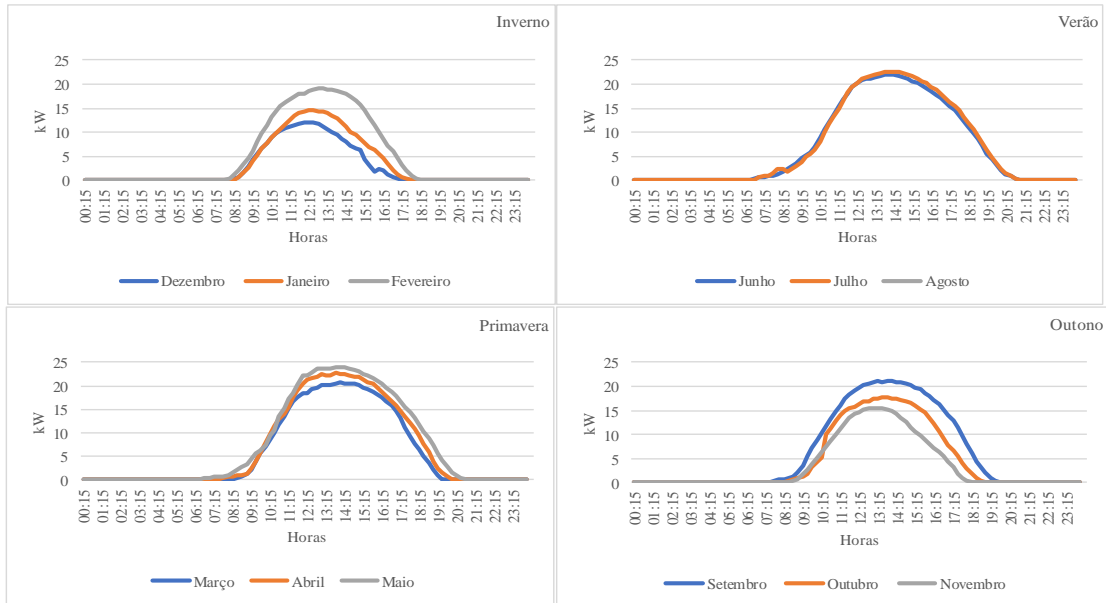 Inverno
25
20
15
10
5
0
kW
00:15 01:15 02:15 03:15 04:15 05:15 06:15 07:15 08:15 09:15 10:15 11:15 12:15 13:15 14:15 15:15 16:15 17:15 18:15 19:15 20:15 21:15 22:15 23:15
Horas
Dezembro Janeiro Fevereiro
Verão
25
20
15
10
5
0
kW
00:15 01:15 02:15 03:15 04:15 05:15 06:15 07:15 08:15 09:15 10:15 11:15 12:15 13:15 14:15 15:15 16:15 17:15 18:15 19:15 20:15 21:15 22:15 23:15
Horas
Junho Julho Agosto
Primavera
25
20
15
10
5
0
kW
00:15 01:15 02:15 03:15 04:15 05:15 06:15 07:15 08:15 09:15 10:15 11:15 12:15 13:15 14:15 15:15 16:15 17:15 18:15 19:15 20:15 21:15 22:15 23:15
Horas
Março Abril Maio
Outono
25
20
15
10
5
0
kW
00:15 01:15 02:15 03:15 04:15 05:15 06:15 07:15 08:15 09:15 10:15 11:15 12:15 13:15 14:15 15:15 16:15 17:15 18:15 19:15 20:15 21:15 22:15 23:15
Horas
Setembro Outubro Novembro